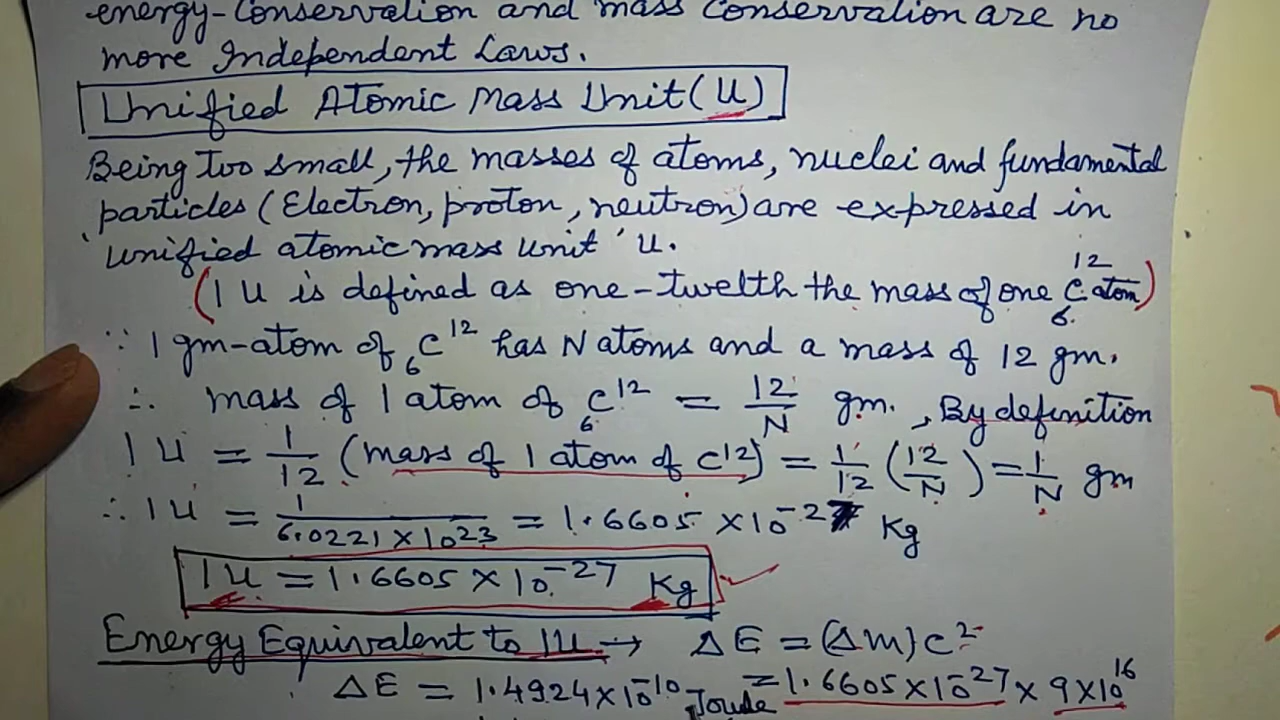 energy-Conservation and mass Conservation are no
more Independent Laws.
Unified Atomic Mass Unit (U)
Being Too small, the masses of atoms, nuclei and fundamental
particles (Electron, proton, neutron) are expressed in
'unified atomic mass unit' u.
(1 U is defined as one-twelth the mass of one ₆C¹² atom)
∵ 1 gm-atom of ₆C¹² has N atoms and a mass of 12 gm.
∴ mass of 1 atom of ₆C¹² = 12/N gm. , By definition
1 U = 1/12 (mass of 1 atom of C12) = 1/12 (12/N) = 1/N gm
∴ 1 U = 1/6.0221 × 10²³ = 1.6605 × 10⁻²⁷ Kg
1 U = 1.6605 × 10⁻²⁷ Kg
Energy Equivalent to 1U → ΔE = (Δm)c²
ΔE = 1.4924 × 10⁻¹⁰ Joule = 1.6605 × 10⁻²⁷ × 9 × 10¹⁶